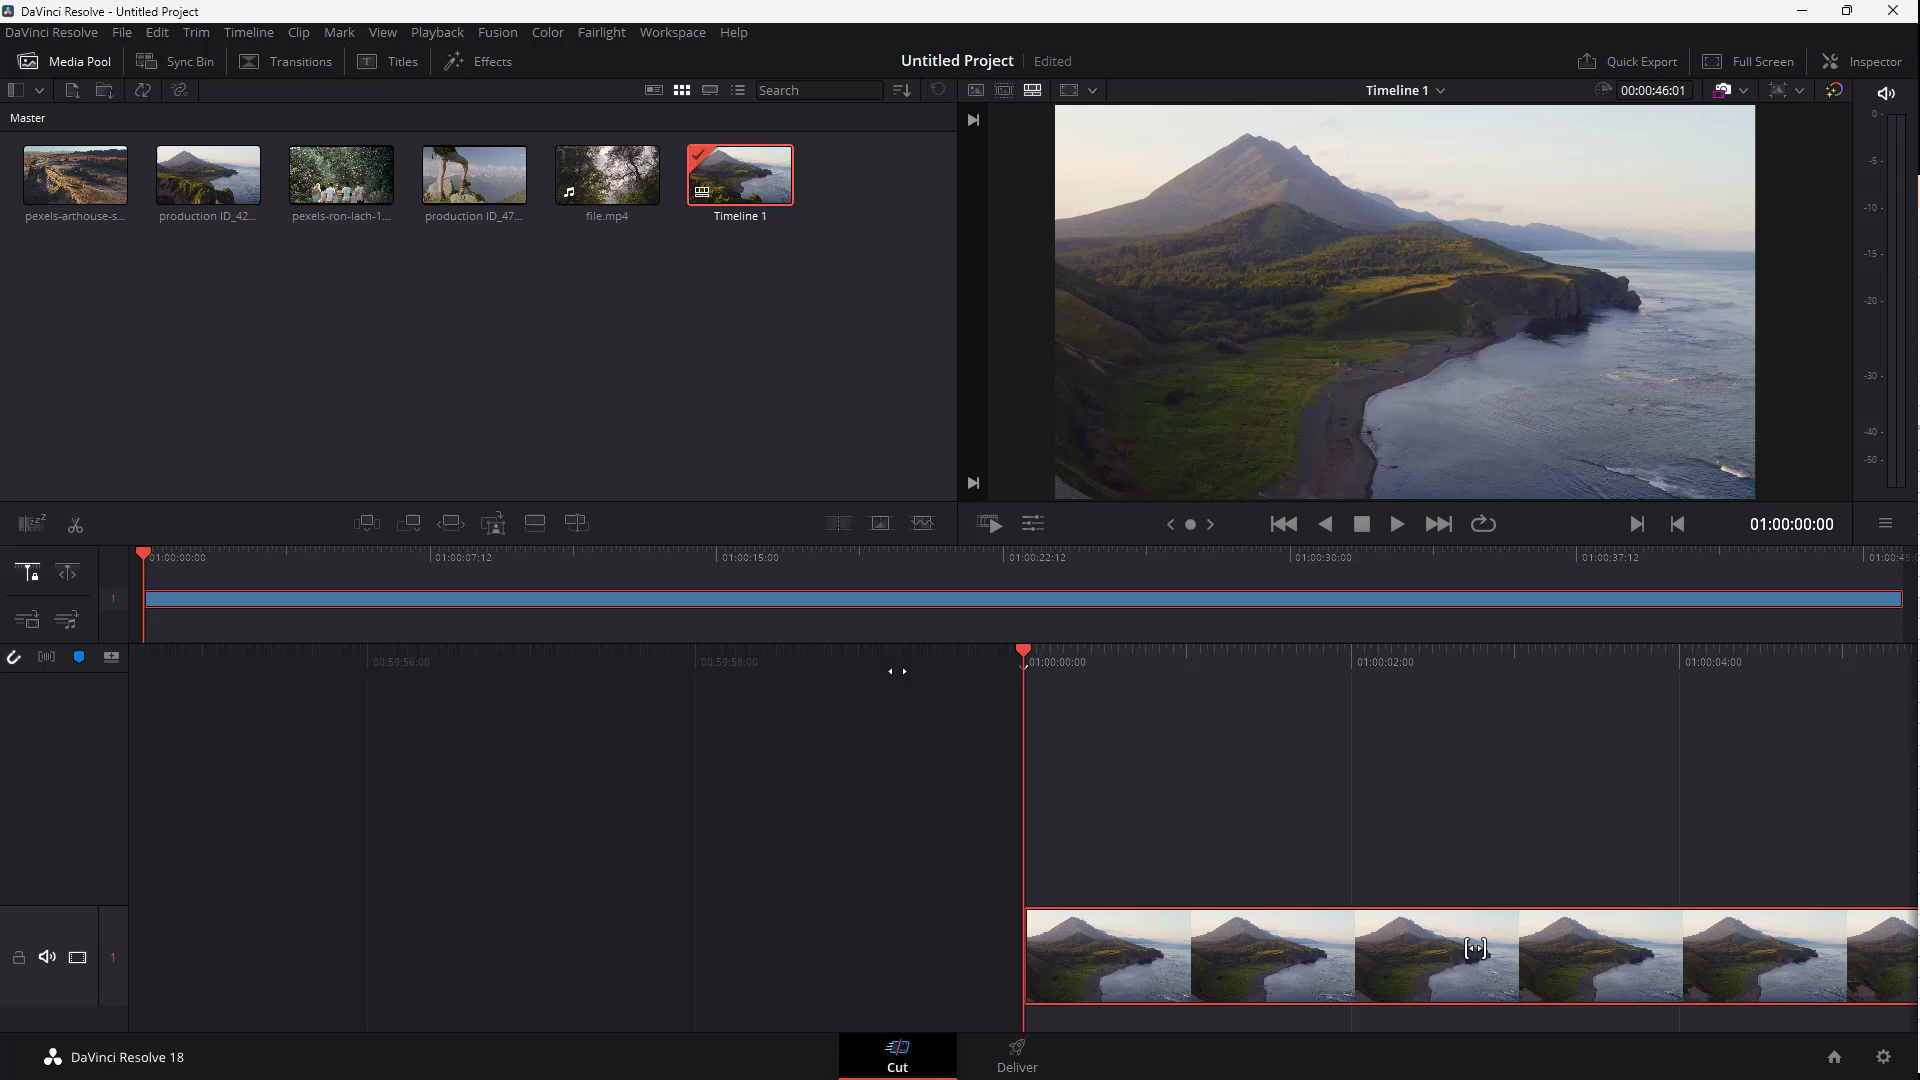 DaVinci Resolve - Untitled Project
DaVinci Resolve File Edit Trim Timeline Clip Mark View Playback Fusion Color Fairlight Workspace Help
Media Pool Sync Bin Transitions Titles Effects Untitled Project Edited Quick Export Full Screen Inspector
Search Timeline 1 00:00:46:01
Master
pexels-arthouse-s... production ID_42... pexels-ron-lach-1... production ID_47... file.mp4 Timeline 1
0 -
-5 -
-10 -
-15 -
-20 -
-30 -
-40 -
-50 -
01:00:00:00
01:00:00:00 01:00:07:12 01:00:15:00 01:00:22:12 01:00:30:00 01:00:37:12 01:00:45:0
1
00:59:56:00 00:59:58:00 01:00:00:00 01:00:02:00 01:00:04:00
1
DaVinci Resolve 18 Cut Deliver